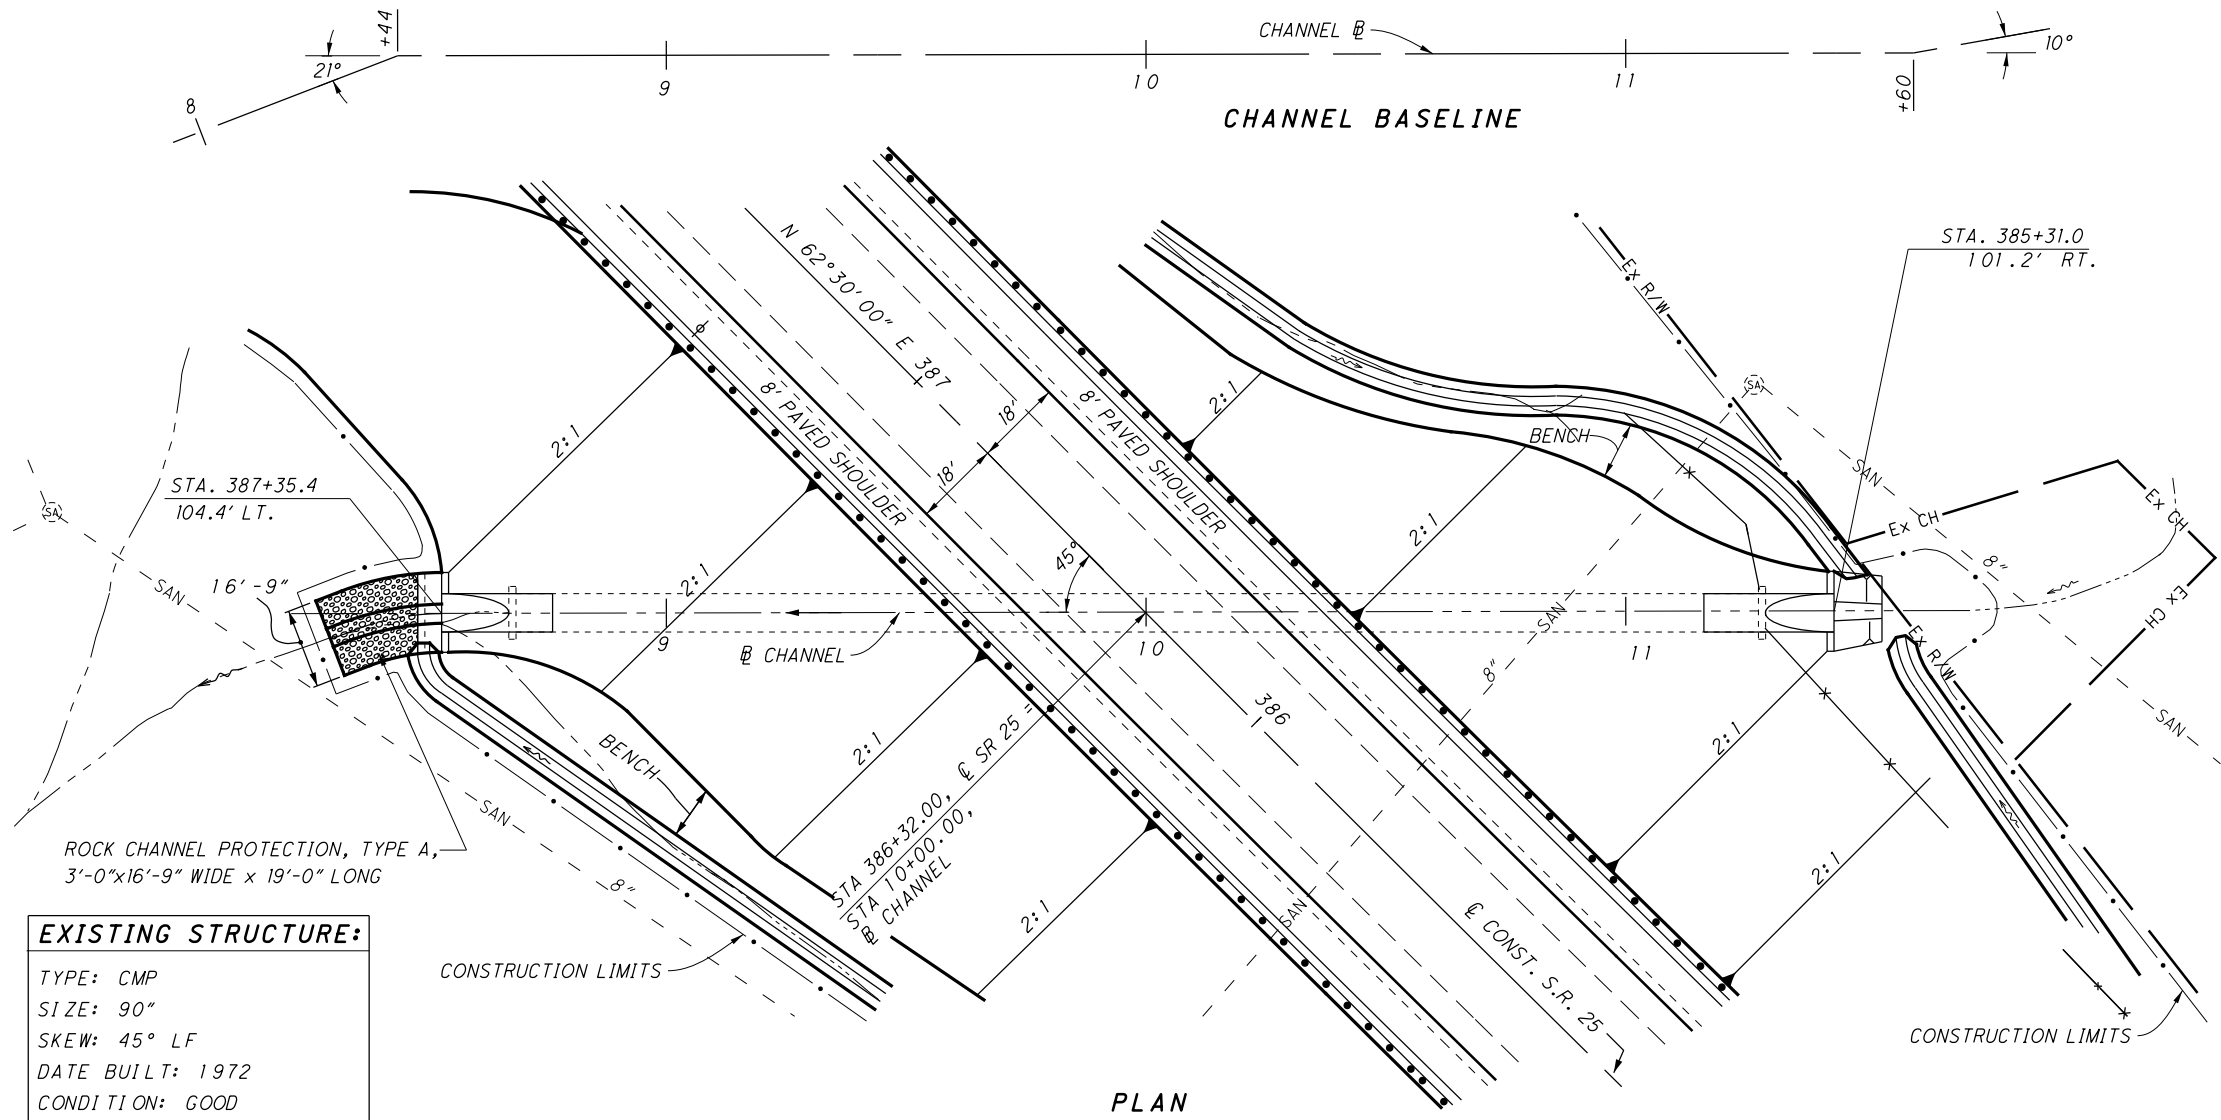 +44
21°
8
9
10
CHANNEL ℄ 
11
+60
10°
CHANNEL BASELINE
N 62°30'00" E
387
18'
18'
8' PAVED SHOULDER
8' PAVED SHOULDER
2:1
2:1
2:1
2:1
2:1
2:1
2:1
2:1
Ex R/W
STA. 385+31.0
101.2' RT.
SA
SAN
BENCH
Ex CH
Ex CH
Ex CH
8"
SAN
Ex R/W
STA. 387+35.4
104.4' LT.
SA
SAN
16'-9"
45°
9
CHANNEL
10
11
SAN
8"
386
BENCH
SAN
8"
STA 386+32.00, ℄ SR 25 =
STA 10+00.00,
CHANNEL
SAN
℄ CONST. S.R. 25
ROCK CHANNEL PROTECTION, TYPE A,
3'-0"x16'-9" WIDE x 19'-0" LONG
CONSTRUCTION LIMITS
CONSTRUCTION LIMITS
EXISTING STRUCTURE:
TYPE: CMP
SIZE: 90"
SKEW: 45° LF
DATE BUILT: 1972
CONDITION: GOOD
PLAN